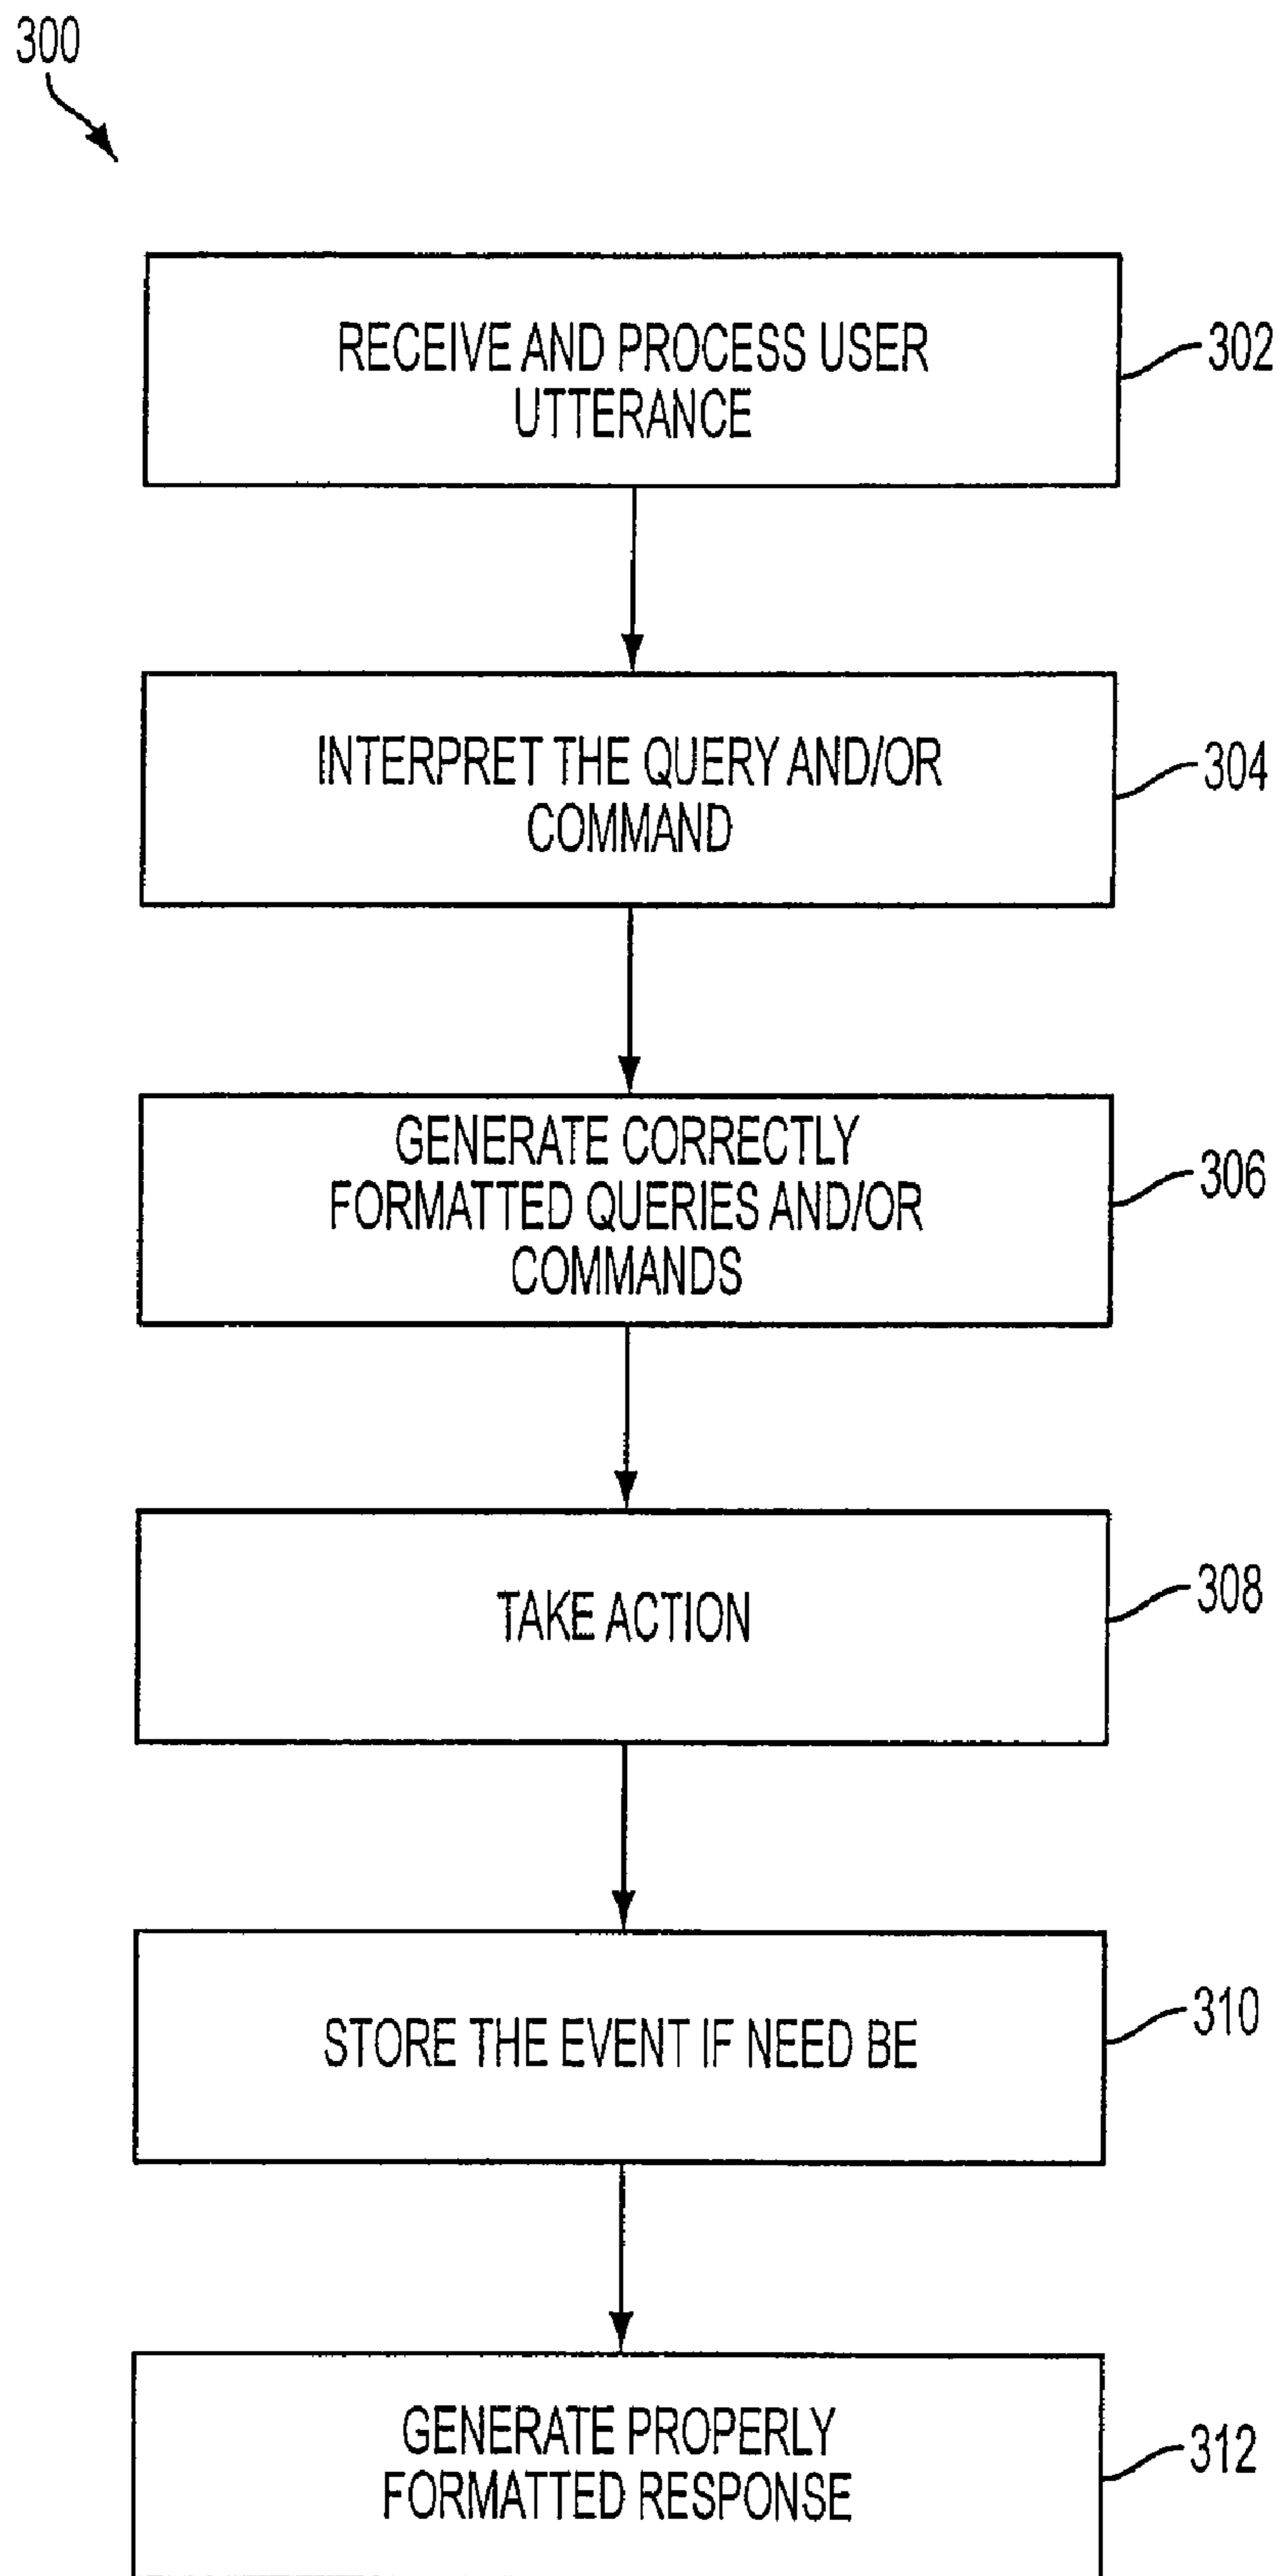 300
RECEIVE AND PROCESS USER
UTTERANCE
302
INTERPRET THE QUERY AND/OR
COMMAND
304
GENERATE CORRECTLY
FORMATTED QUERIES AND/OR
COMMANDS
306
TAKE ACTION
308
STORE THE EVENT IF NEED BE
310
GENERATE PROPERLY
FORMATTED RESPONSE
312